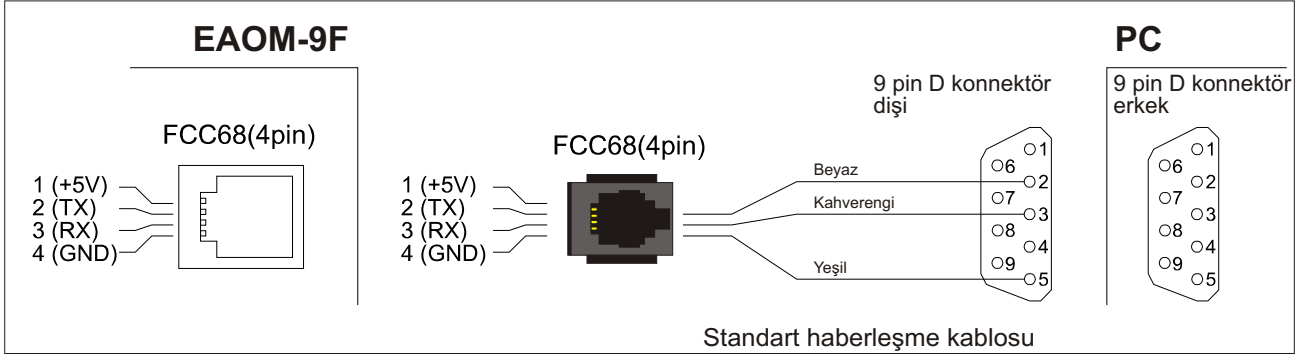 EAOM-9F
FCC68(4pin)
1 (+5V)
2 (TX)
3 (RX)
4 (GND)
FCC68(4pin)
1 (+5V)
2 (TX)
3 (RX)
4 (GND)
Beyaz
Kahverengi
Yeşil
9 pin D konnektör
dişi
1
6
2
7
3
8
4
9
5
PC
9 pin D konnektör
erkek
1
6
2
7
3
8
4
9
5
Standart haberleşme kablosu